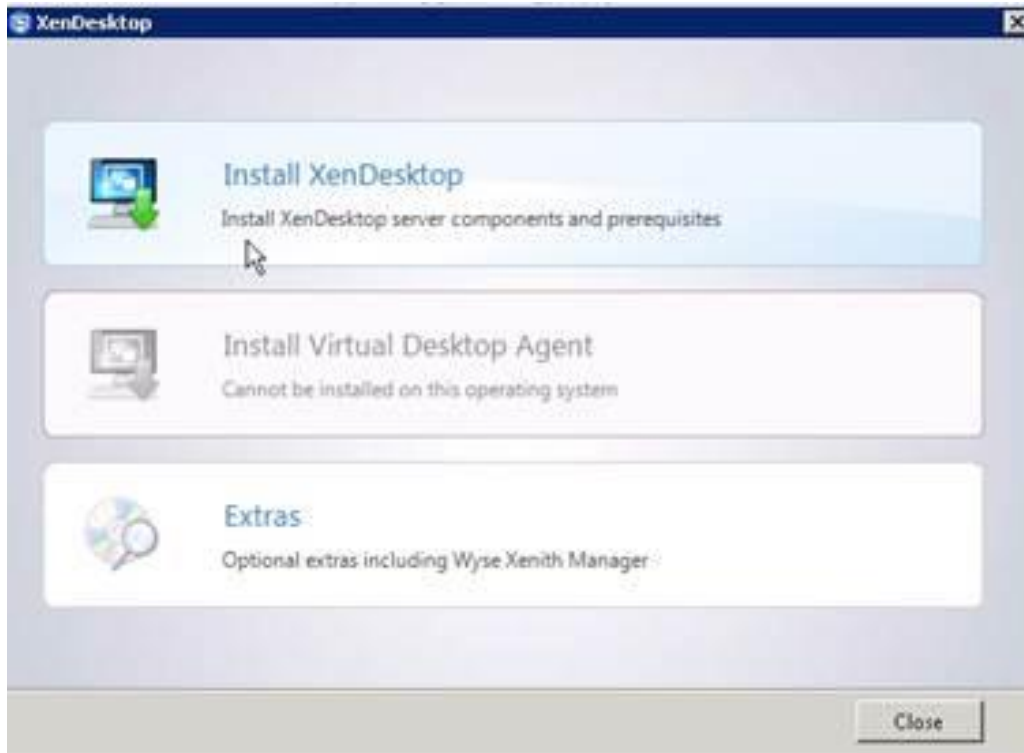 XenDesktop
Install XenDesktop
Install XenDesktop server components and prerequisites
Install Virtual Desktop Agent
Cannot be installed on this operating system
Extras
Optional extras including Wyse Xenith Manager
Close